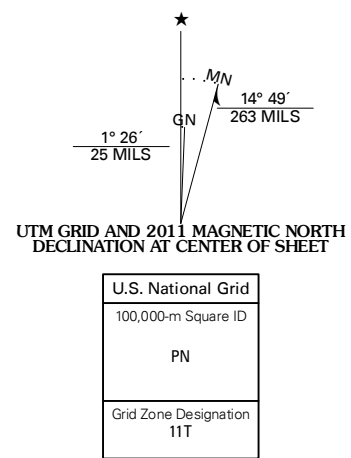 ★
MN
GN
14° 49´
263 MILS
1° 26´
25 MILS
UTM GRID AND 2011 MAGNETIC NORTH
DECLINATION AT CENTER OF SHEET
U.S. National Grid
100,000-m Square ID
PN
Grid Zone Designation
11T